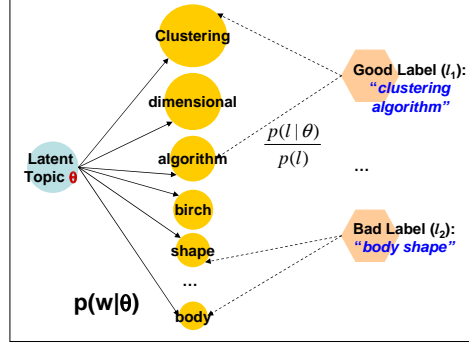 Clustering
dimensional
algorithm
birch
shape
...
body
Latent
Topic θ
p(w|θ)
p(l | θ)
p(l)
Good Label (l₁):
"clustering
algorithm"
...
Bad Label (l₂):
"body shape"